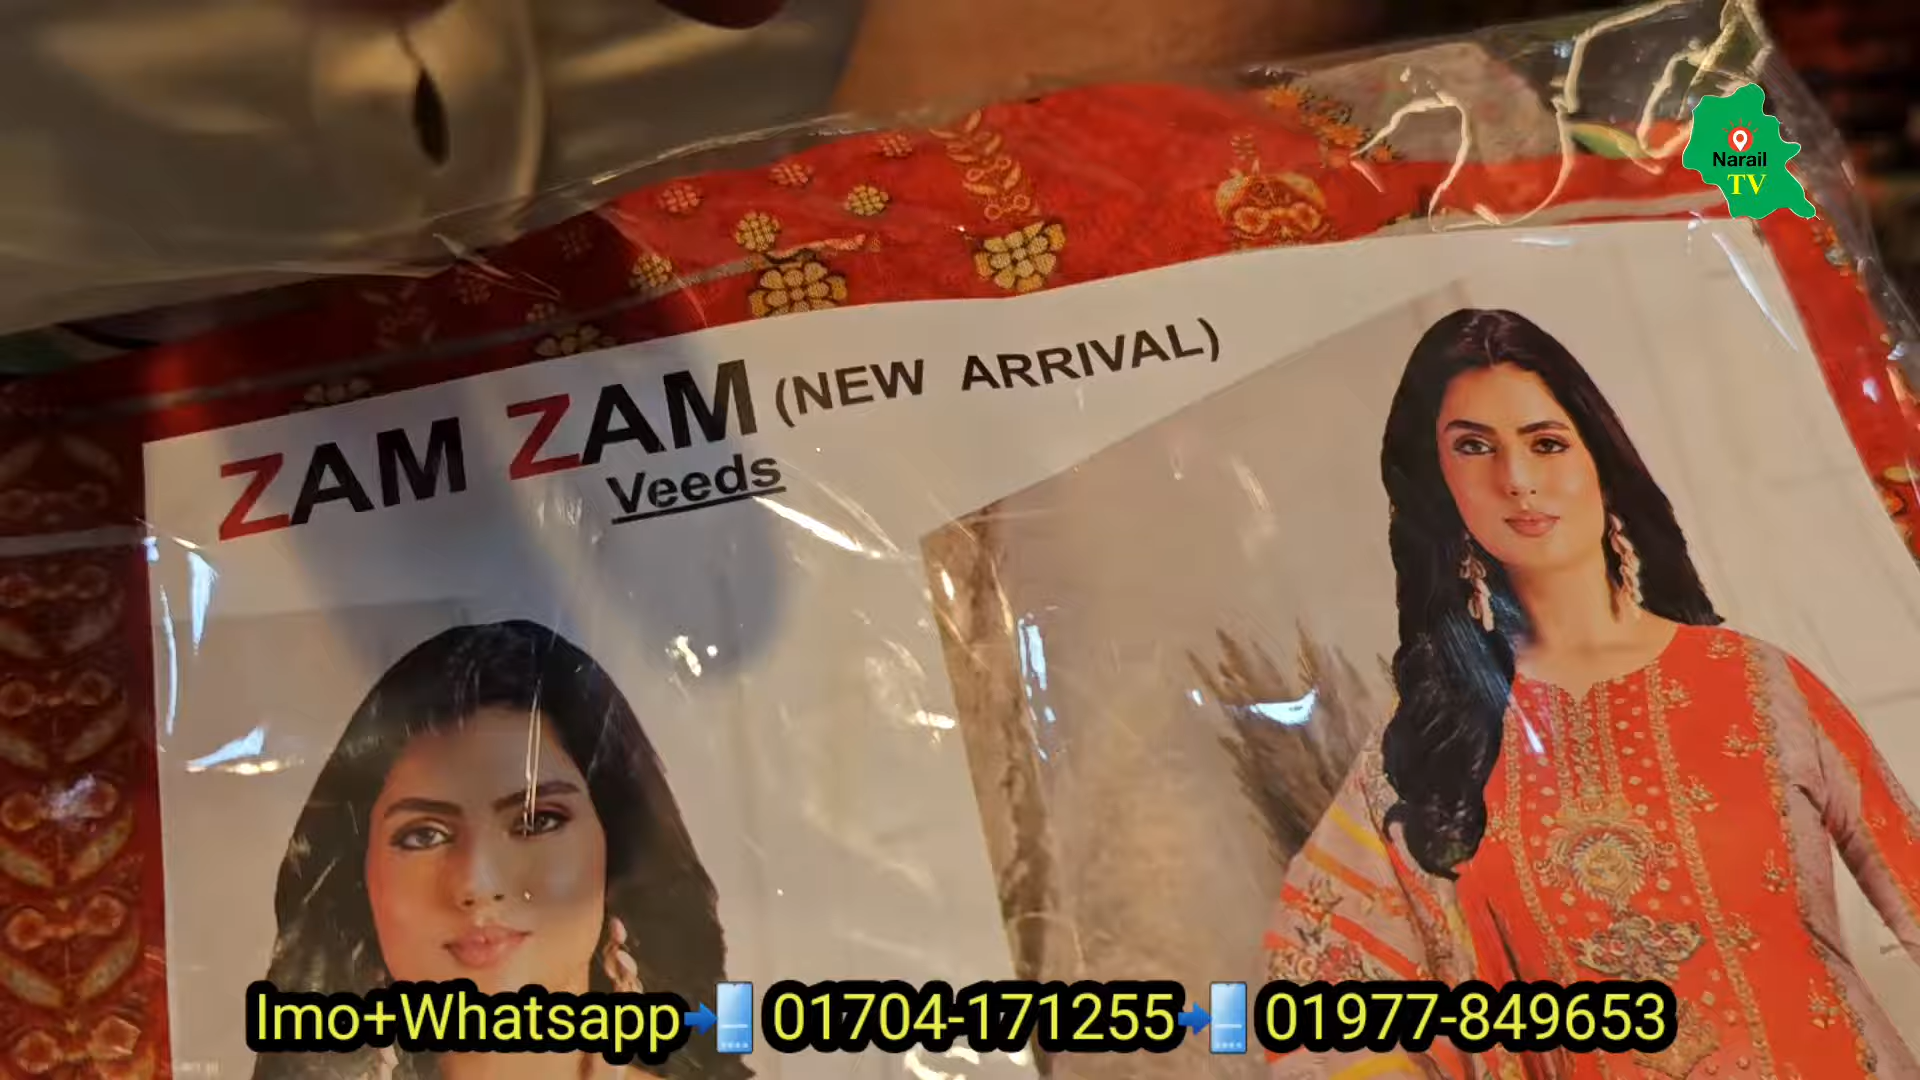 Narail
TV
ZAM ZAM (NEW ARRIVAL)
Veeds
Imo+Whatsapp 01704-171255 01977-849653